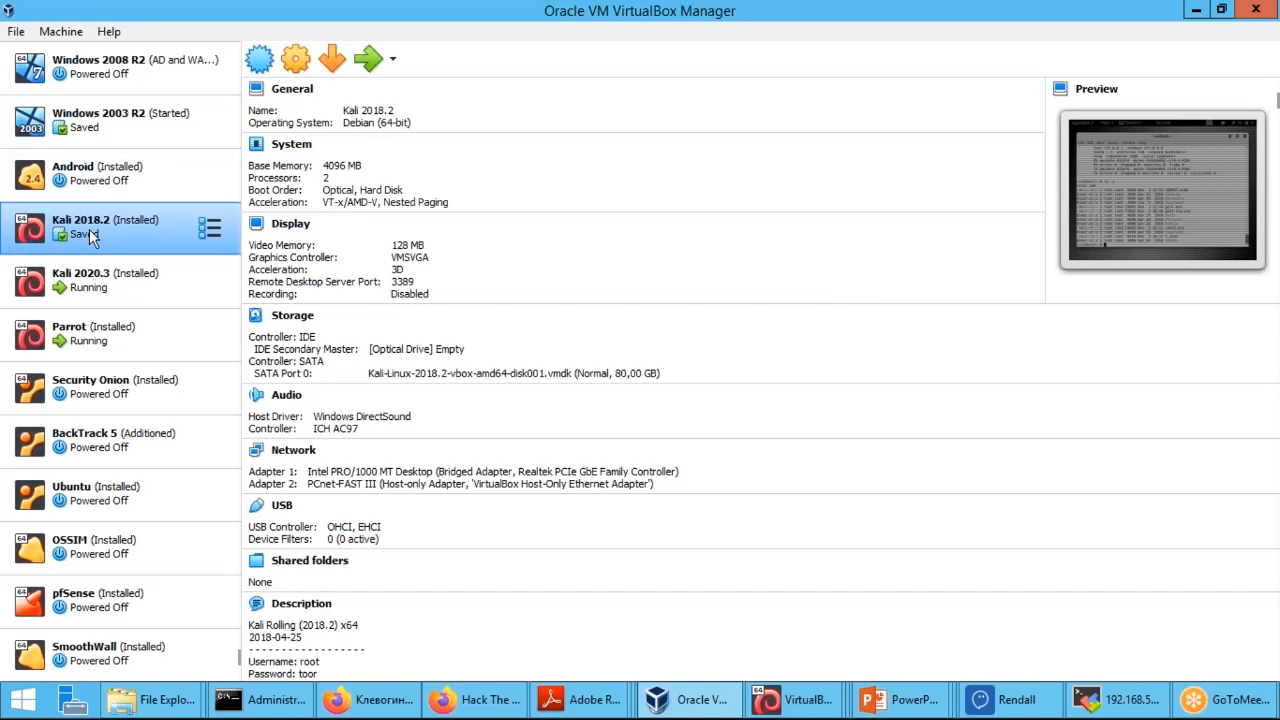 Oracle VM VirtualBox Manager
File Machine Help
Windows 2008 R2 (AD and WA...)
Powered Off
Windows 2003 R2 (Started)
Saved
Android (Installed)
Powered Off
Kali 2018.2 (Installed)
Saved
Kali 2020.3 (Installed)
Running
Parrot (Installed)
Running
Security Onion (Installed)
Powered Off
BackTrack 5 (Additioned)
Powered Off
Ubuntu (Installed)
Powered Off
OSSIM (Installed)
Powered Off
pfSense (Installed)
Powered Off
SmoothWall (Installed)
Powered Off
General
Name: Kali 2018.2
Operating System: Debian (64-bit)
System
Base Memory: 4096 MB
Processors: 2
Boot Order: Optical, Hard Disk
Acceleration: VT-x/AMD-V, Nested Paging
Display
Video Memory: 128 MB
Graphics Controller: VMSVGA
Acceleration: 3D
Remote Desktop Server Port: 3389
Recording: Disabled
Storage
Controller: IDE
IDE Secondary Master: [Optical Drive] Empty
Controller: SATA
SATA Port 0: Kali-Linux-2018.2-vbox-amd64-disk001.vmdk (Normal, 80,00 GB)
Audio
Host Driver: Windows DirectSound
Controller: ICH AC97
Network
Adapter 1: Intel PRO/1000 MT Desktop (Bridged Adapter, Realtek PCIe GbE Family Controller)
Adapter 2: PCnet-FAST III (Host-only Adapter, 'VirtualBox Host-Only Ethernet Adapter')
USB
USB Controller: OHCI, EHCI
Device Filters: 0 (0 active)
Shared folders
None
Description
Kali Rolling (2018.2) x64
2018-04-25
- - - - - - - - - - - - - - - - - -
Username: root
Password: toor
Preview
File Explo... Administr... Клевогин... Hack The ... Adobe R... Oracle V... VirtualB... PowerP... Rendall 192.168.5... GoToMee...